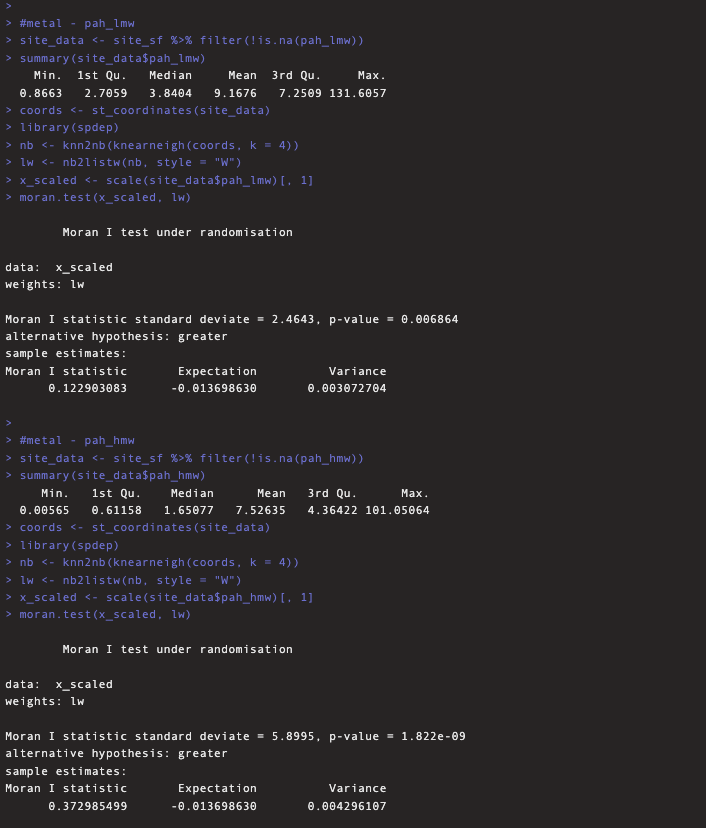 >
> #metal - pah_lmw
> site_data <- site_sf %>% filter(!is.na(pah_lmw))
> summary(site_data$pah_lmw)
    Min.  1st Qu.   Median     Mean  3rd Qu.     Max.
  0.8663   2.7059   3.8404   9.1676   7.2509 131.6057
> coords <- st_coordinates(site_data)
> library(spdep)
> nb <- knn2nb(knearneigh(coords, k = 4))
> lw <- nb2listw(nb, style = "W")
> x_scaled <- scale(site_data$pah_lmw)[, 1]
> moran.test(x_scaled, lw)

        Moran I test under randomisation

data:  x_scaled
weights: lw

Moran I statistic standard deviate = 2.4643, p-value = 0.006864
alternative hypothesis: greater
sample estimates:
Moran I statistic       Expectation          Variance
      0.122903083      -0.013698630       0.003072704

>
> #metal - pah_hmw
> site_data <- site_sf %>% filter(!is.na(pah_hmw))
> summary(site_data$pah_hmw)
     Min.   1st Qu.    Median      Mean   3rd Qu.      Max.
  0.00565   0.61158   1.65077   7.52635   4.36422 101.05064
> coords <- st_coordinates(site_data)
> library(spdep)
> nb <- knn2nb(knearneigh(coords, k = 4))
> lw <- nb2listw(nb, style = "W")
> x_scaled <- scale(site_data$pah_hmw)[, 1]
> moran.test(x_scaled, lw)

        Moran I test under randomisation

data:  x_scaled
weights: lw

Moran I statistic standard deviate = 5.8995, p-value = 1.822e-09
alternative hypothesis: greater
sample estimates:
Moran I statistic       Expectation          Variance
      0.372985499      -0.013698630       0.004296107